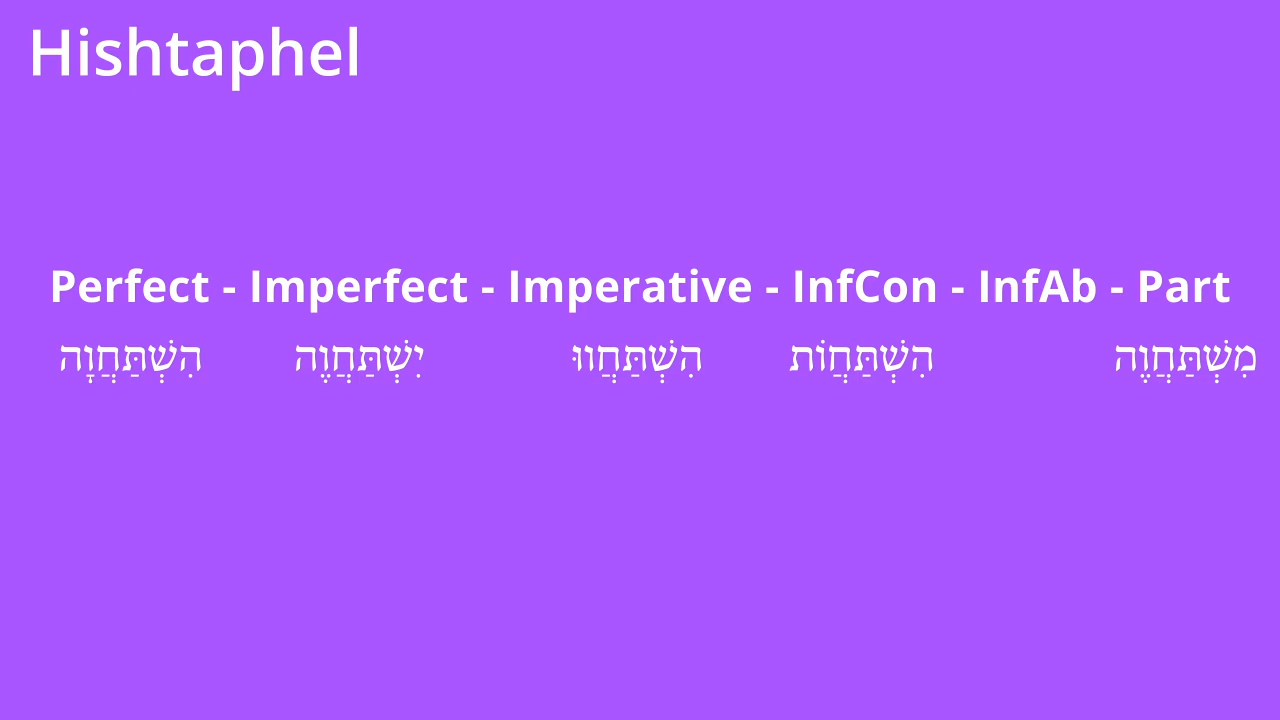 Hishtaphel
Perfect - Imperfect - Imperative - InfCon - InfAb - Part
הִשְׁתַּחֲוָה יִשְׁתַּחֲוֶה הִשְׁתַּחֲווּ הִשְׁתַּחֲוֹת מִשְׁתַּחֲוֶה